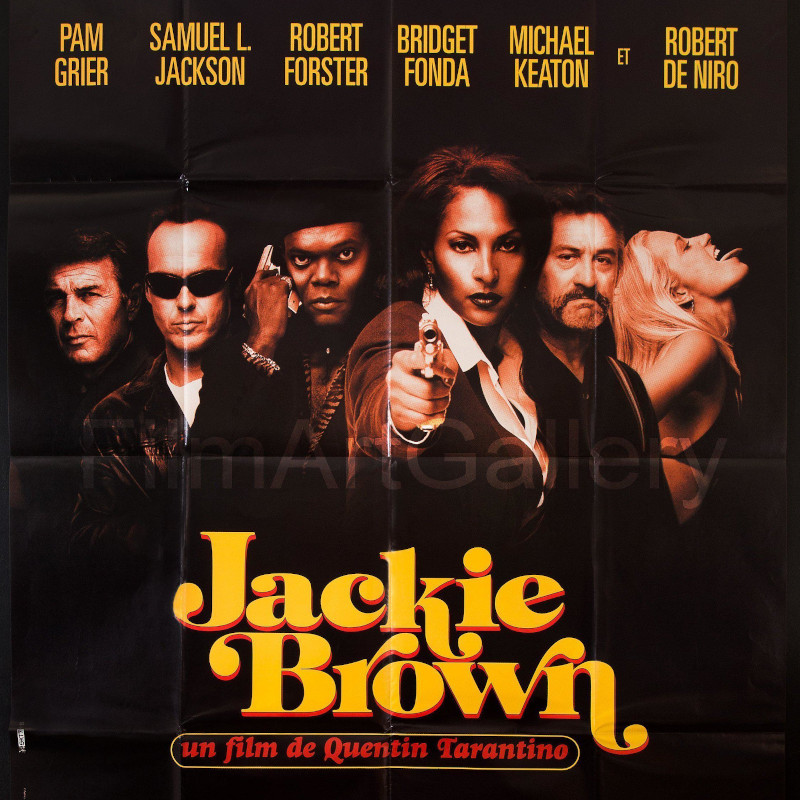 PAM GRIER
SAMUEL L. JACKSON
ROBERT FORSTER
BRIDGET FONDA
MICHAEL KEATON
ET
ROBERT DE NIRO
FilmArtGallery
Jackie
Brown
un film de Quentin Tarantino